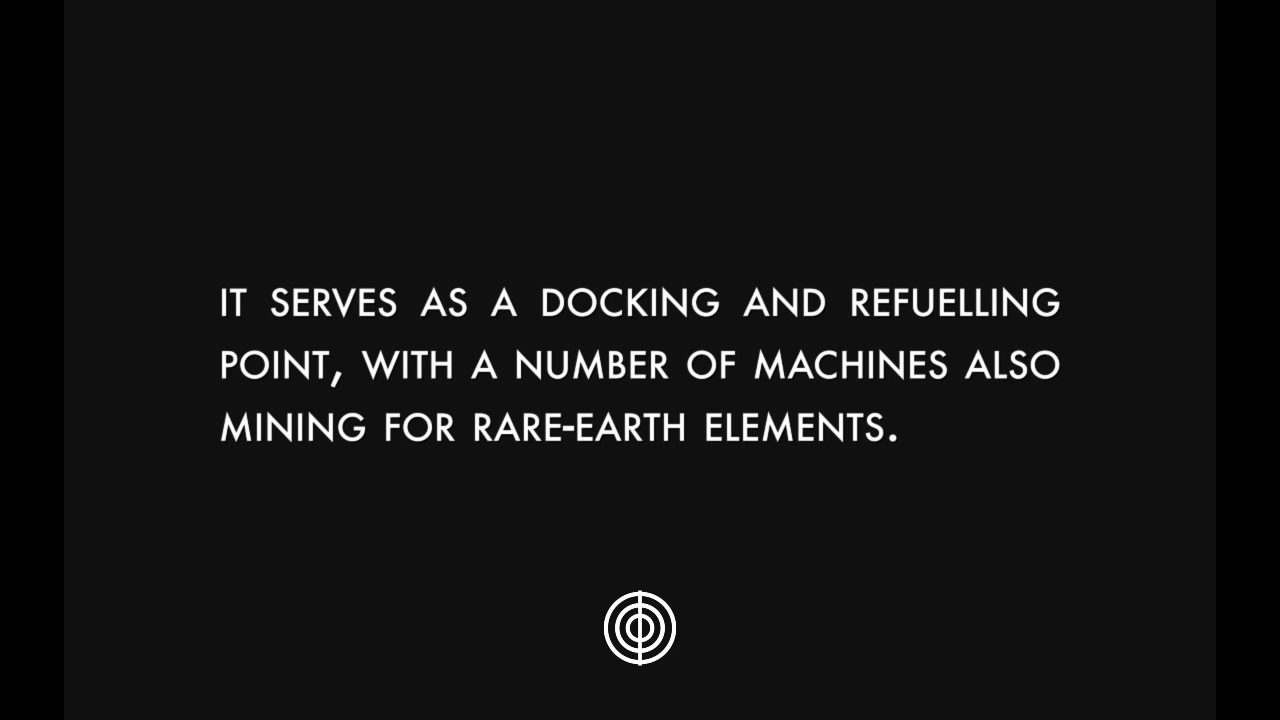 IT SERVES AS A DOCKING AND REFUELLING
POINT, WITH A NUMBER OF MACHINES ALSO
MINING FOR RARE-EARTH ELEMENTS.